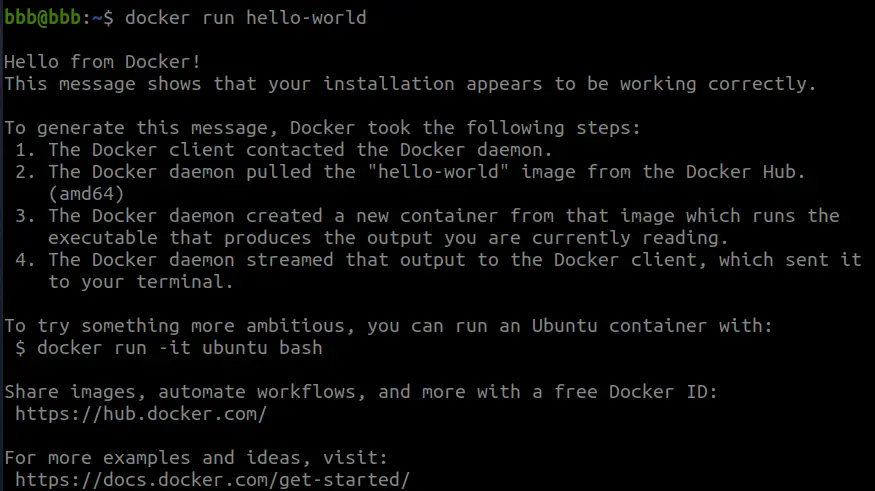 bbb@bbb:~$ docker run hello-world
Hello from Docker!
This message shows that your installation appears to be working correctly.
To generate this message, Docker took the following steps:
1. The Docker client contacted the Docker daemon.
2. The Docker daemon pulled the "hello-world" image from the Docker Hub.
(amd64)
3. The Docker daemon created a new container from that image which runs the
executable that produces the output you are currently reading.
4. The Docker daemon streamed that output to the Docker client, which sent it
to your terminal.
To try something more ambitious, you can run an Ubuntu container with:
$ docker run -it ubuntu bash
Share images, automate workflows, and more with a free Docker ID:
https://hub.docker.com/
For more examples and ideas, visit:
https://docs.docker.com/get-started/